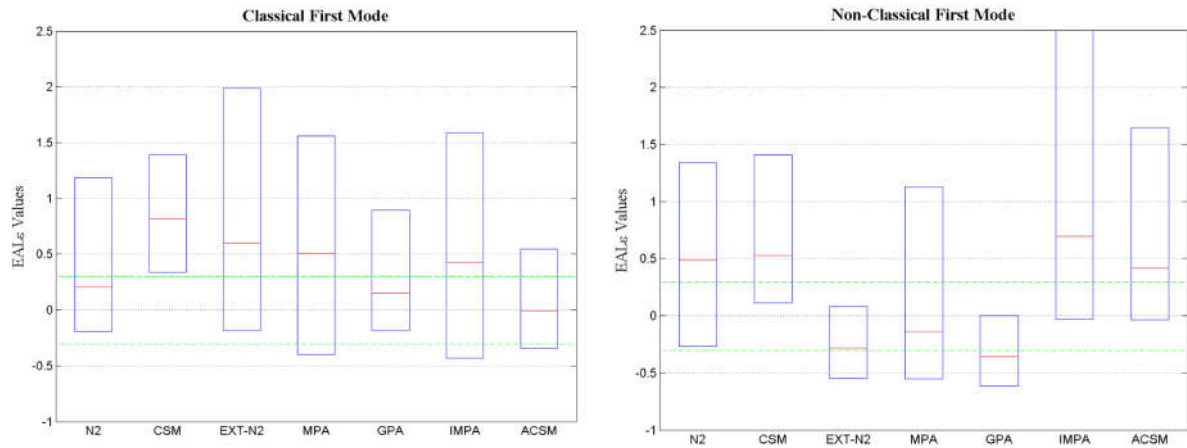 Classical First Mode
2.5
2
1.5
1
0.5
0
-0.5
-1
EALε Values
N2 CSM EXT-N2 MPA GPA IMPA ACSM
Non-Classical First Mode
2.5
2
1.5
1
0.5
0
-0.5
-1
EALε Values
N2 CSM EXT-N2 MPA GPA IMPA ACSM